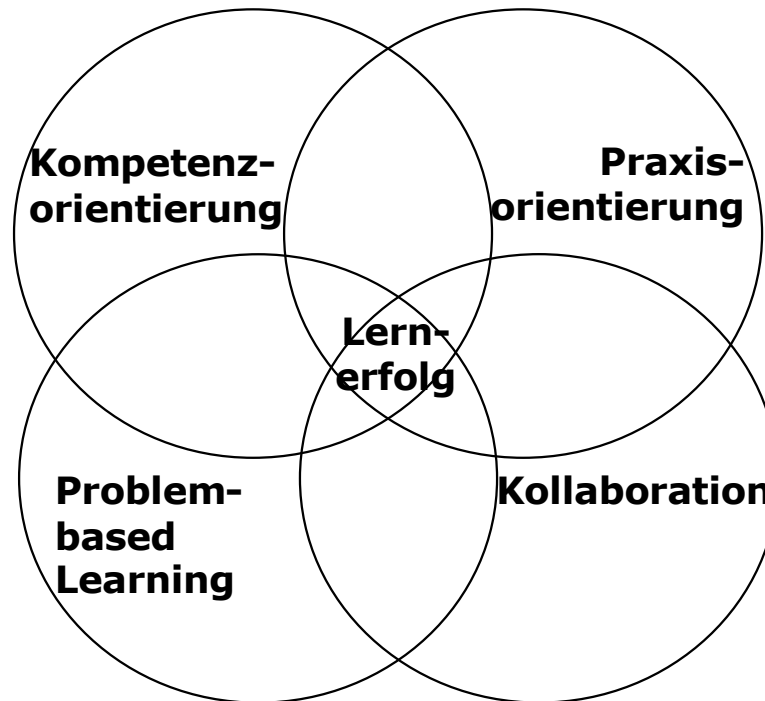 Kompetenz-
orientierung
Praxis-
orientierung
Lern-
erfolg
Problem-
based
Learning
Kollaboration